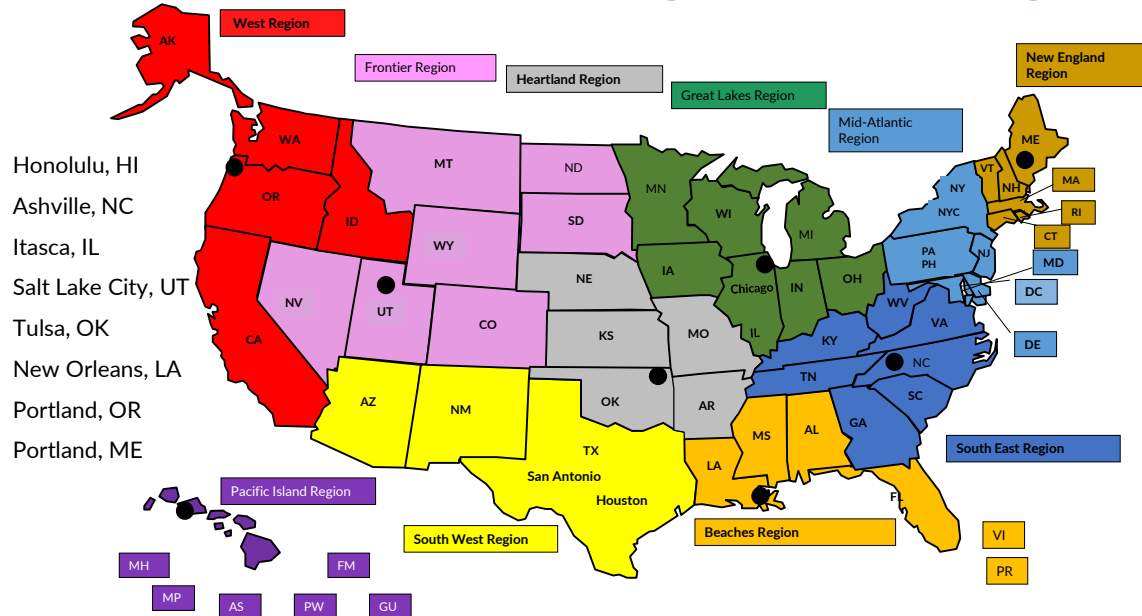 West Region
AK
Frontier Region
Heartland Region
Great Lakes Region
New England
Region
Mid-Atlantic
Region
Honolulu, HI
Ashville, NC
Itasca, IL
Salt Lake City, UT
Tulsa, OK
New Orleans, LA
Portland, OR
Portland, ME
WA
OR
ID
CA
MT
WY
NV
UT
CO
ND
SD
NE
KS
OK
MO
AR
MN
WI
MI
IA
Chicago
IL
IN
OH
ME
VT
NH
MA
RI
CT
NY
NYC
PA
PH
NJ
MD
DC
DE
WV
VA
KY
TN
NC
SC
GA
AZ
NM
TX
San Antonio
Houston
LA
MS
AL
FL
South East Region
Pacific Island Region
South West Region
Beaches Region
VI
PR
MH
FM
MP
AS
PW
GU